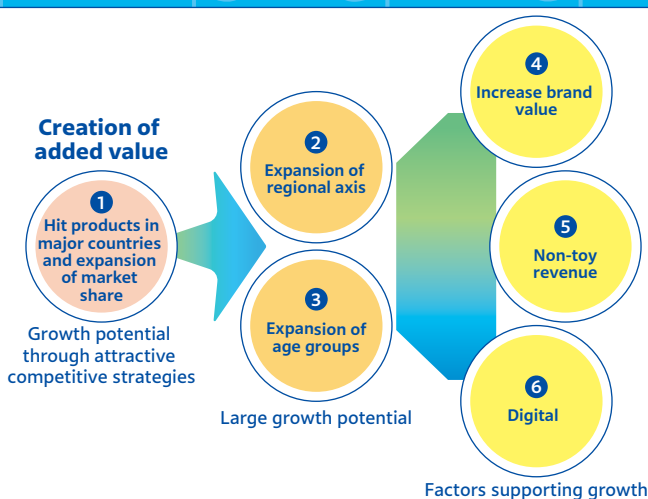 Creation of
added value
1
Hit products in
major countries
and expansion
of market
share
Growth potential
through attractive
competitive strategies
2
Expansion of
regional axis
3
Expansion of
age groups
Large growth potential
4
Increase brand
value
5
Non-toy
revenue
6
Digital
Factors supporting growth